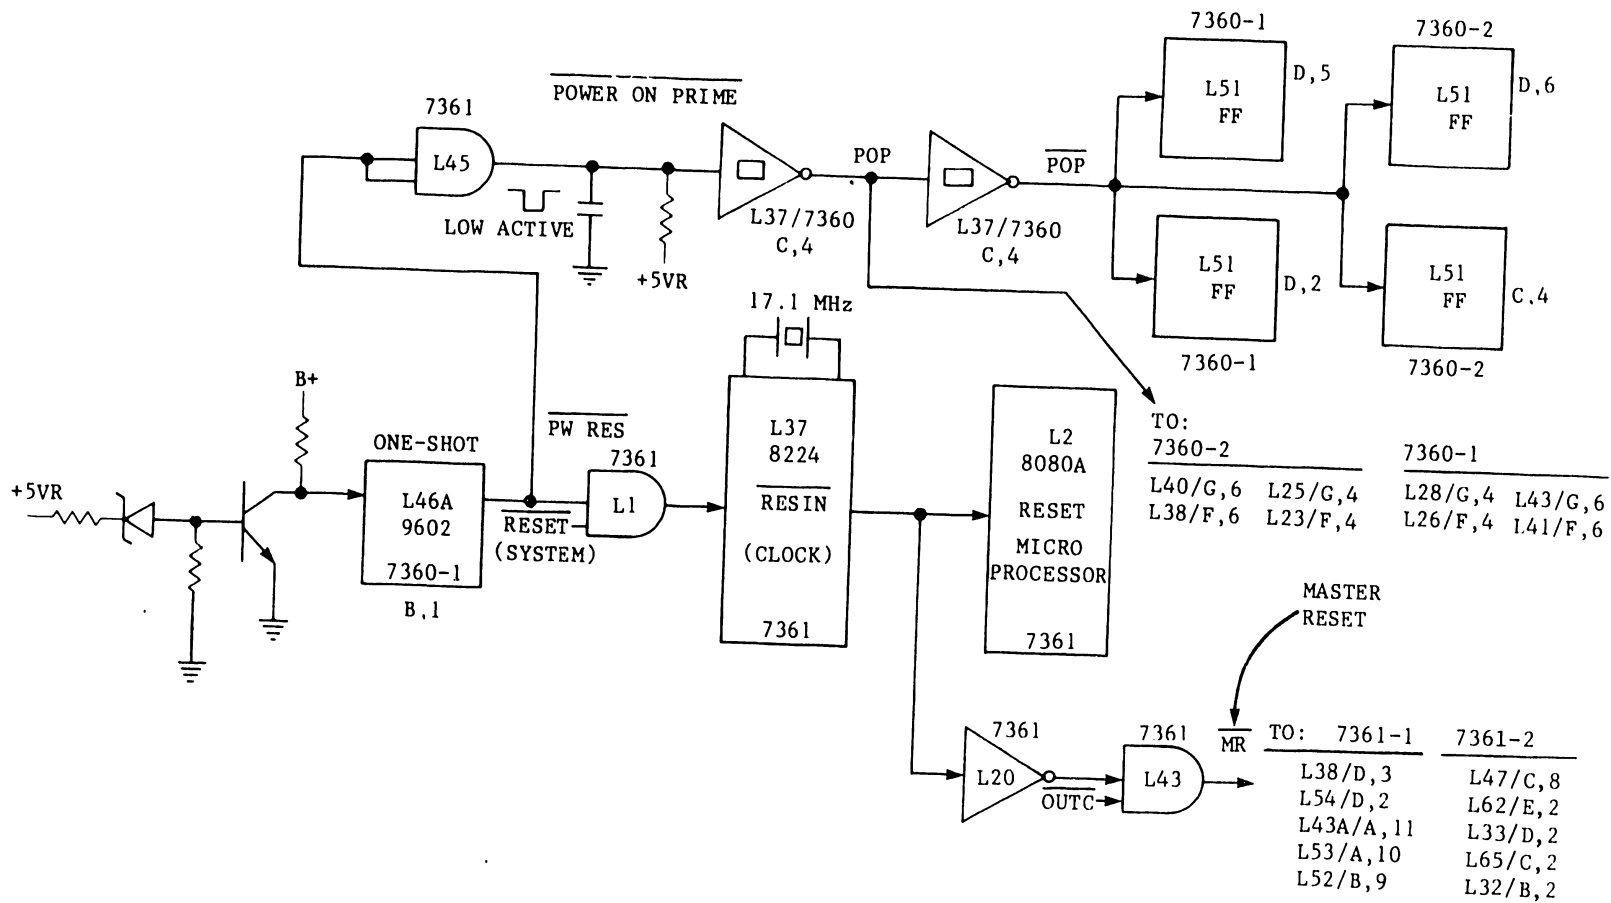 7360-1
7360-2
L51
FF
D,5
L51
FF
D,6
7361
POWER ON PRIME
L45
LOW ACTIVE
+5VR
L37/7360
C,4
POP
L37/7360
C,4
POP
L51
FF
D,2
7360-1
L51
FF
C,4
7360-2
17.1 MHz
B+
ONE-SHOT
+5VR
L46A
9602
7360-1
B,1
PW RES
7361
L1
RESET
(SYSTEM)
L37
8224
RESIN
(CLOCK)
7361
L2
8080A
RESET
MICRO
PROCESSOR
7361
TO:
7360-2
L40/G,6 L25/G,4
L38/F,6 L23/F,4
7360-1
L28/G,4 L43/G,6
L26/F,4 L41/F,6
MASTER
RESET
7361
L20
OUTC
7361
L43
MR
TO: 7361-1
L38/D,3
L54/D,2
L43A/A,11
L53/A,10
L52/B,9
7361-2
L47/C,8
L62/E,2
L33/D,2
L65/C,2
L32/B,2